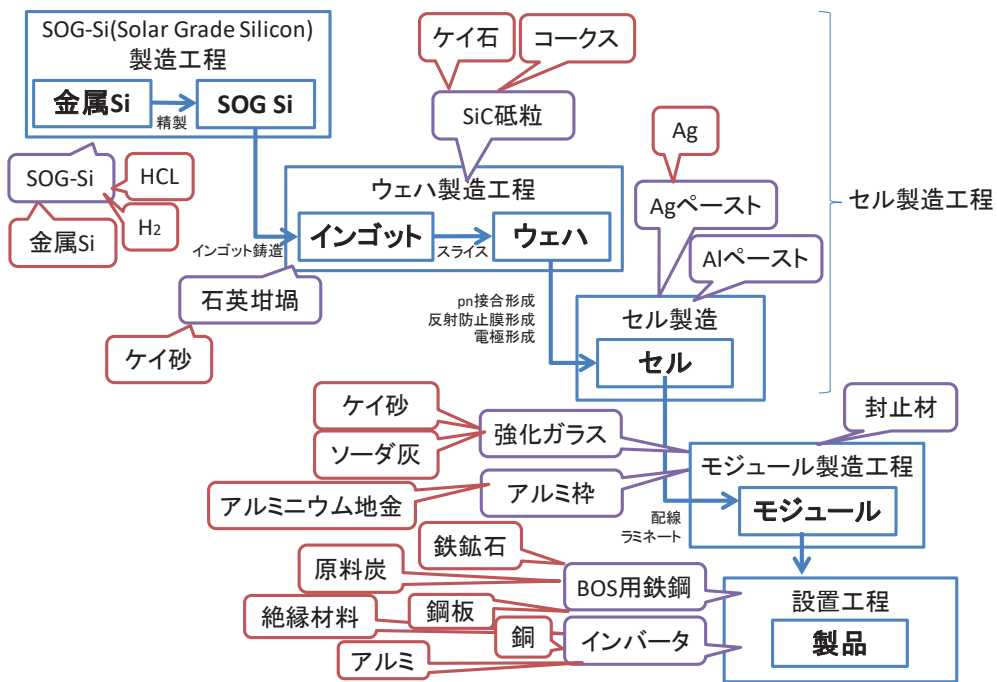 SOG-Si(Solar Grade Silicon)
製造工程
金属Si
精製
SOG Si
ケイ石
コークス
SiC砥粒
Ag
Agペースト
Alペースト
セル製造工程
SOG-Si
HCL
H2
金属Si
ウェハ製造工程
インゴット鋳造
インゴット
スライス
ウェハ
石英坩堝
ケイ砂
pn接合形成
反射防止膜形成
電極形成
セル製造
セル
ケイ砂
ソーダ灰
強化ガラス
封止材
アルミニウム地金
アルミ枠
モジュール製造工程
モジュール
配線
ラミネート
鉄鉱石
原料炭
BOS用鉄鋼
鋼板
絶縁材料
銅
アルミ
インバータ
設置工程
製品